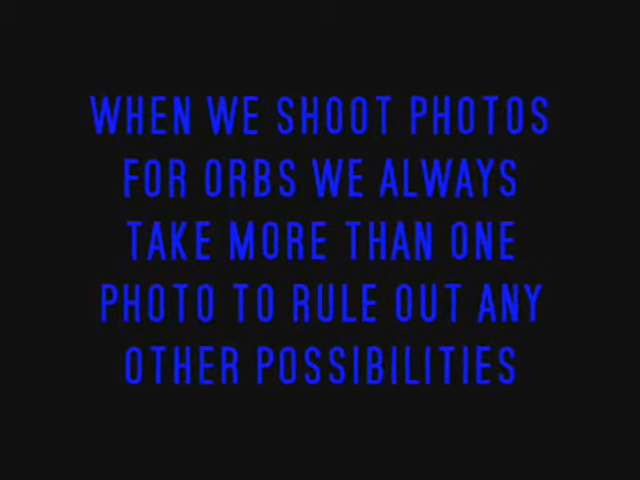 WHEN WE SHOOT PHOTOS
FOR ORBS WE ALWAYS
TAKE MORE THAN ONE
PHOTO TO RULE OUT ANY
OTHER POSSIBILITIES